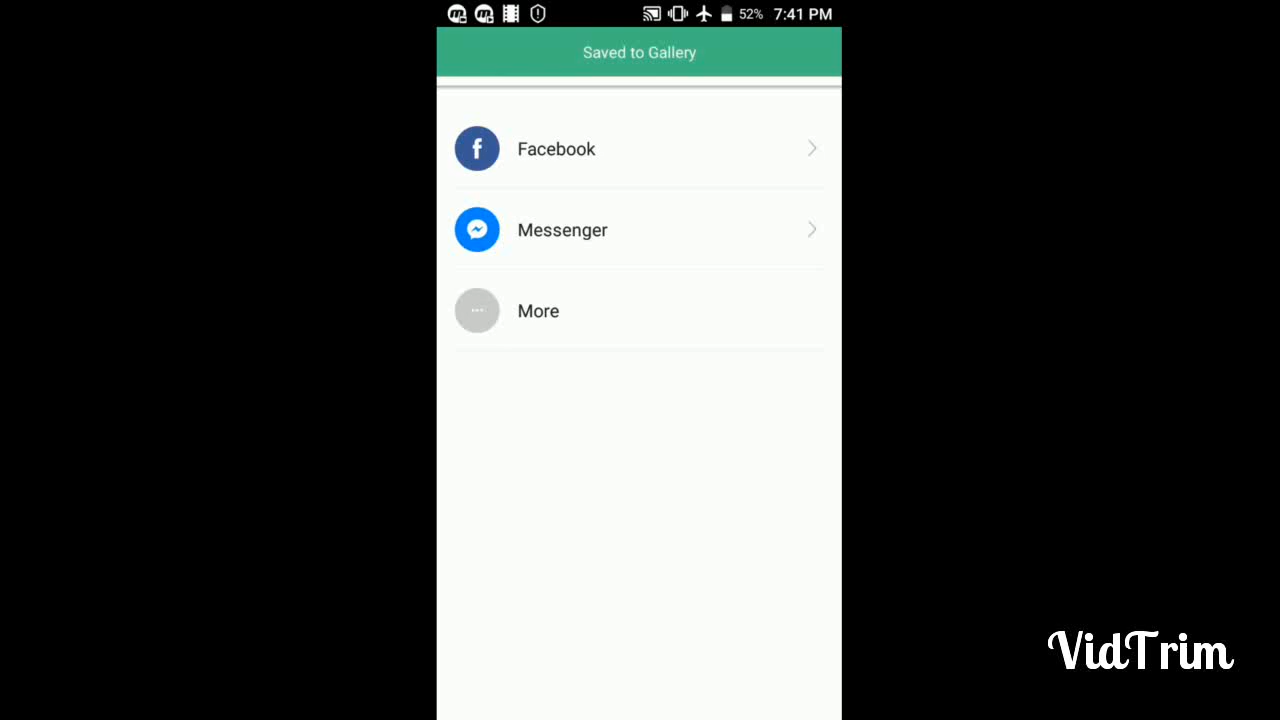 52% 7:41 PM
Saved to Gallery
Facebook
Messenger
More
VidTrim